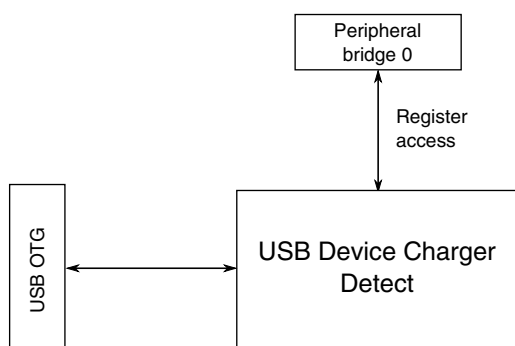 Peripheral
bridge 0
Register
access
USB OTG
USB Device Charger
Detect